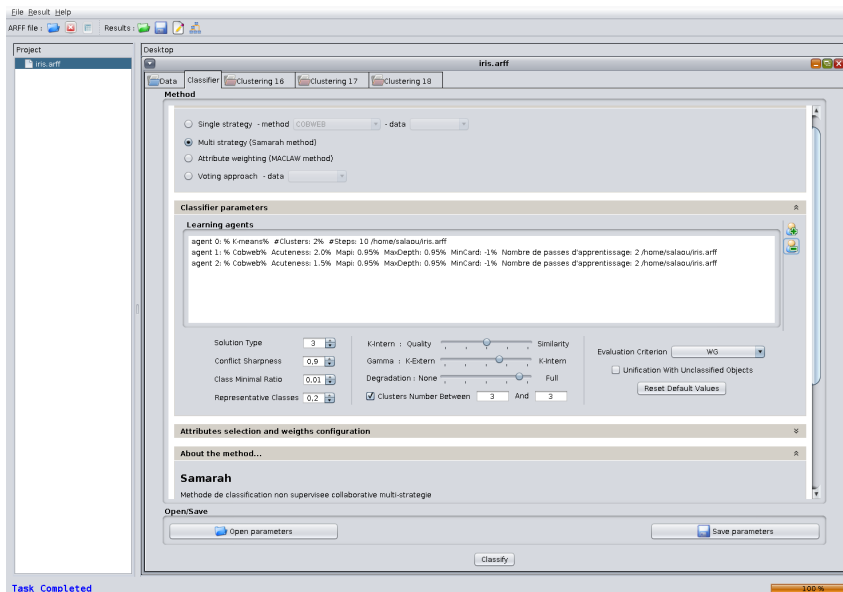 File Result Help
ARFF file : Results :
Project
iris.arff
Desktop
iris.arff
Data Classifier Clustering 16 Clustering 17 Clustering 18
Method
Single strategy - method COBWEB - data
Multi strategy (Samarah method)
Attribute weighting (MACLAW method)
Voting approach - data
Classifier parameters
Learning agents
agent 0: % K-means% #Clusters: 2% #Steps: 10 /home/salaou/iris.arff
agent 1: % Cobweb% Acuteness: 2.0% Mapi: 0.95% MaxDepth: 0.95% MinCard: -1% Nombre de passes d'apprentissage: 2 /home/salaou/iris.arff
agent 2: % Cobweb% Acuteness: 1.5% Mapi: 0.95% MaxDepth: 0.95% MinCard: -1% Nombre de passes d'apprentissage: 2 /home/salaou/iris.arff
Solution Type 3
Conflict Sharpness 0,9
Class Minimal Ratio 0,01
Representative Classes 0,2
K-Intern : Quality Similarity
Gamma : K-Extern K-Intern
Degradation : None Full
Clusters Number Between 3 And 3
Evaluation Criterion WG
Unification With Unclassified Objects
Reset Default Values
Attributes selection and weigths configuration
About the method...
Samarah
Methode de classification non supervisee collaborative multi-strategie
Open/Save
Open parameters
Save parameters
Classify
Task Completed
100 %